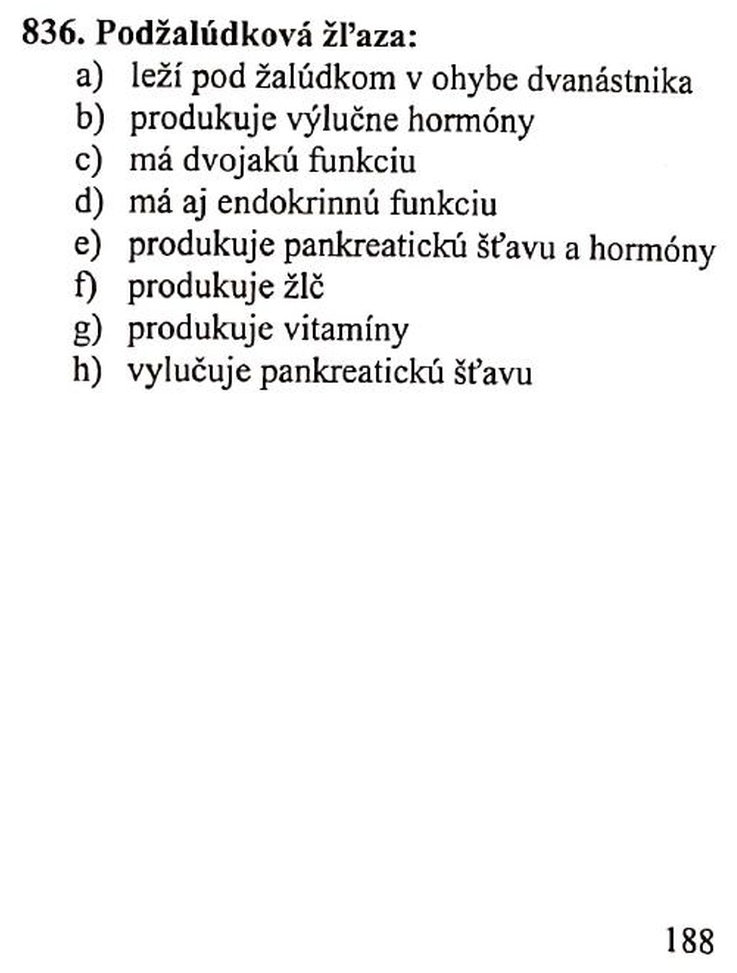 836. Podžalúdková žľaza:
a) leží pod žalúdkom v ohybe dvanástnika
b) produkuje výlučne hormóny
c) má dvojakú funkciu
d) má aj endokrinnú funkciu
e) produkuje pankreatickú šťavu a hormóny
f) produkuje žlč
g) produkuje vitamíny
h) vylučuje pankreatickú šťavu
188